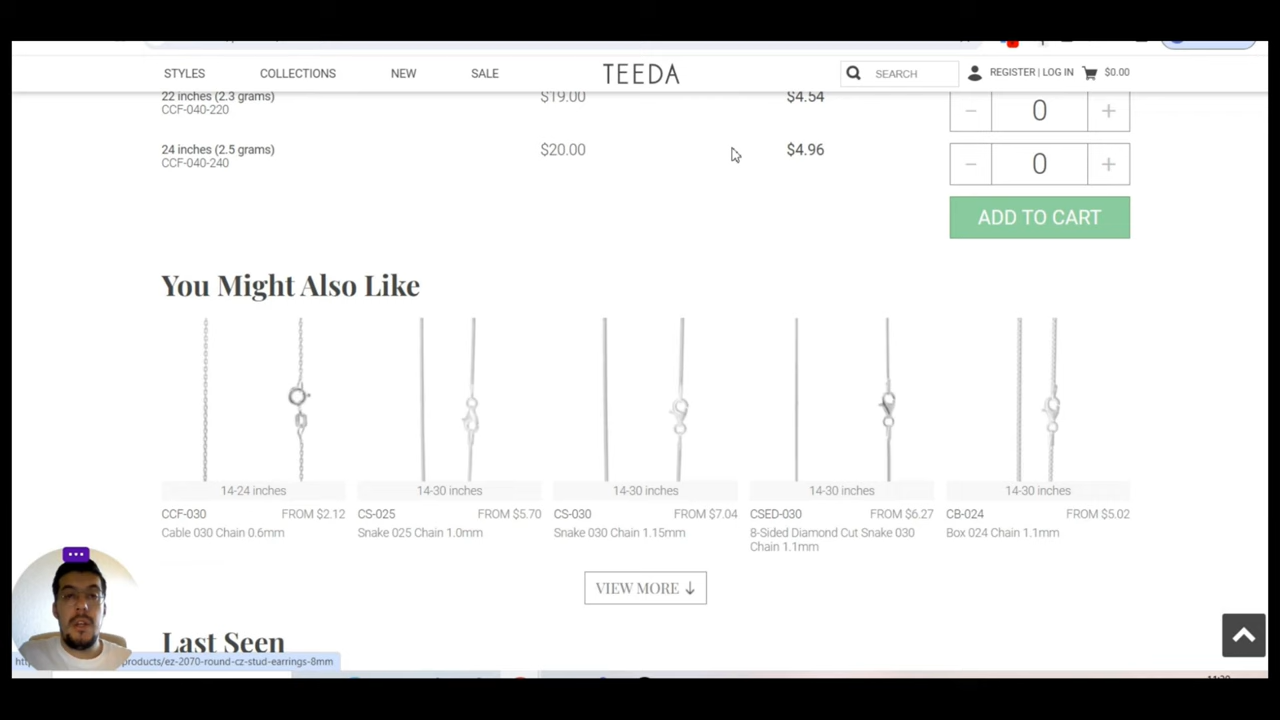 STYLES COLLECTIONS NEW SALE TEEDA SEARCH REGISTER | LOG IN $0.00
22 inches (2.3 grams) $19.00 $4.54
CCF-040-220
− 0 +
24 inches (2.5 grams) $20.00 $4.96
CCF-040-240
− 0 +
ADD TO CART
You Might Also Like
14-24 inches 14-30 inches 14-30 inches 14-30 inches 14-30 inches
CCF-030 FROM $2.12 CS-025 FROM $5.70 CS-030 FROM $7.04 CSED-030 FROM $6.27 CB-024 FROM $5.02
Cable 030 Chain 0.6mm Snake 025 Chain 1.0mm Snake 030 Chain 1.15mm 8-Sided Diamond Cut Snake 030 Box 024 Chain 1.1mm
Chain 1.1mm
VIEW MORE ↓
Last Seen
products/ez-2070-round-cz-stud-earrings-8mm